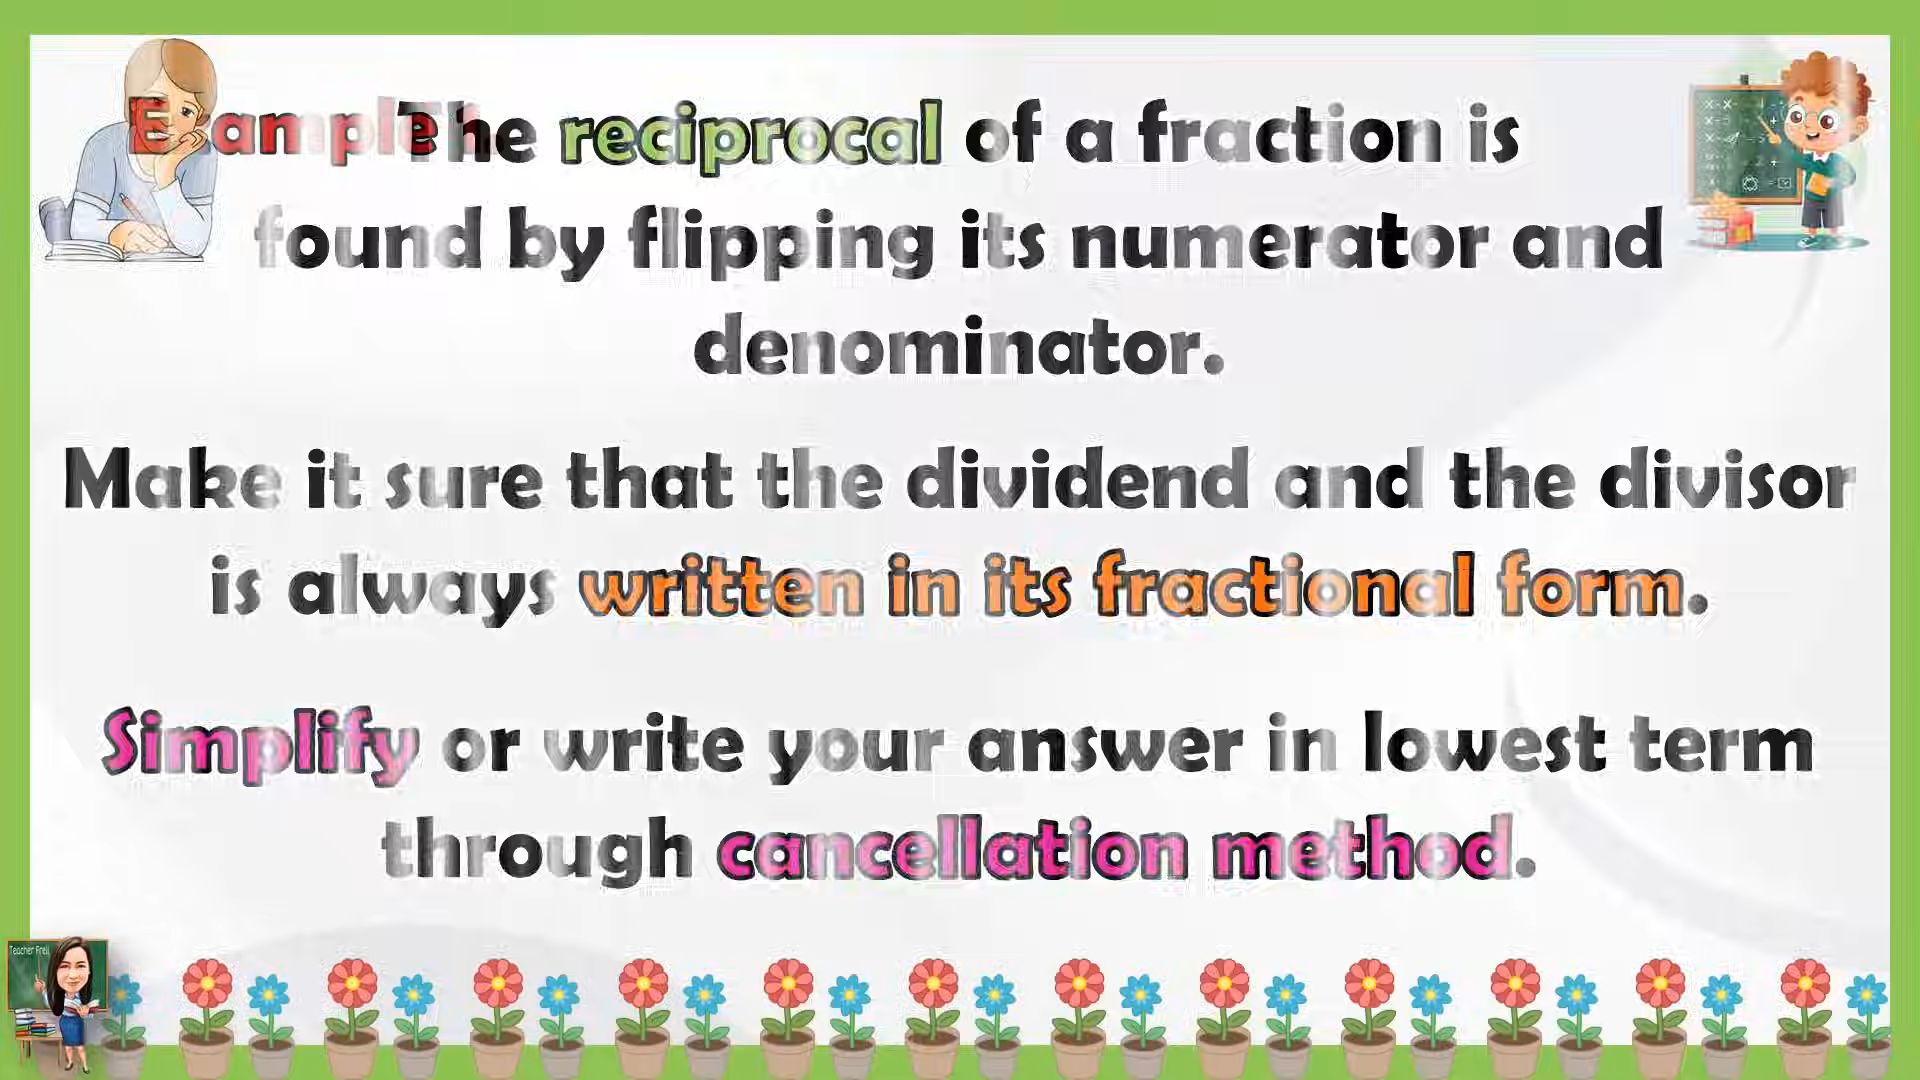 The reciprocal of a fraction is
found by flipping its numerator and
denominator.
Make it sure that the dividend and the divisor
is always written in its fractional form.
Simplify or write your answer in lowest term
through cancellation method.
Teacher Frell